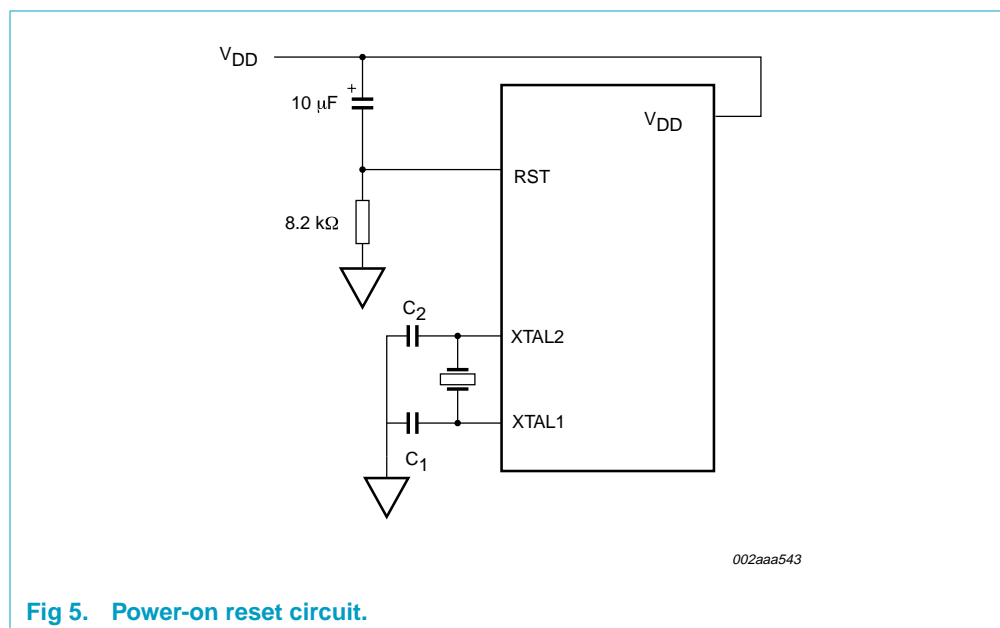 VDD
10 μF
+
VDD
RST
8.2 kΩ
C2
XTAL2
XTAL1
C1
002aaa543
Fig 5. Power-on reset circuit.